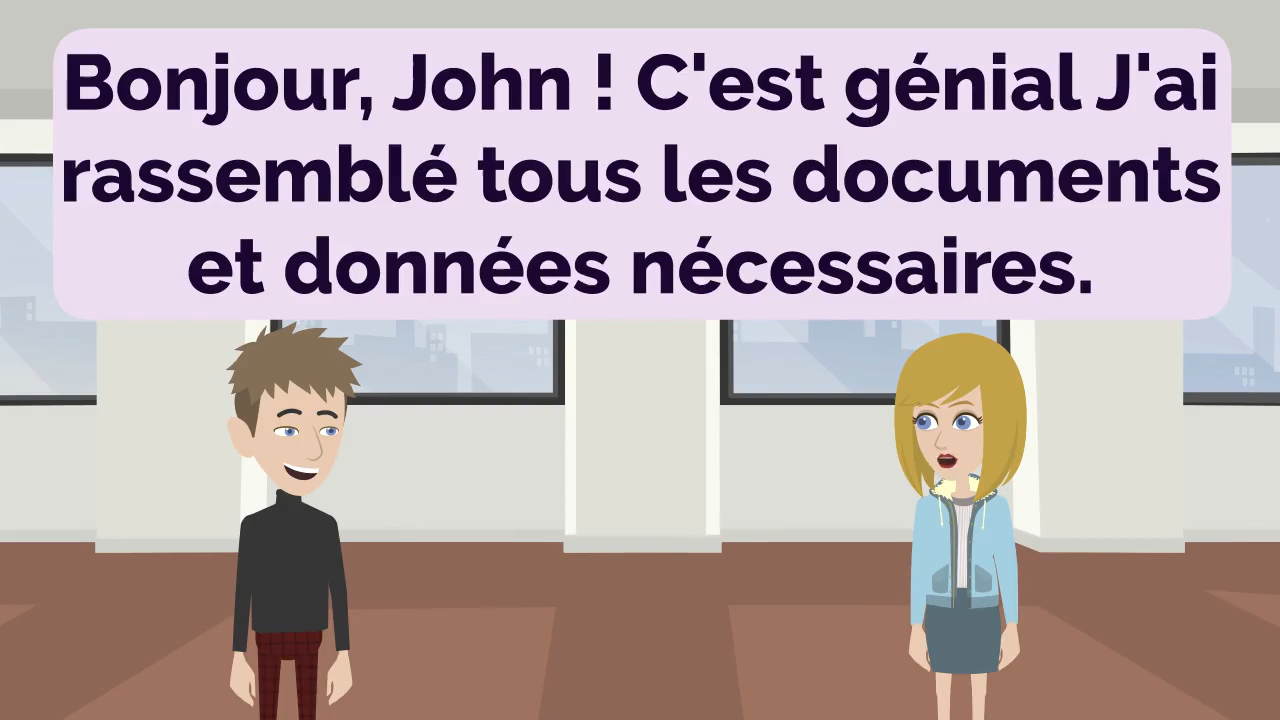 Bonjour, John ! C'est génial J'ai
rassemblé tous les documents
et données nécessaires.